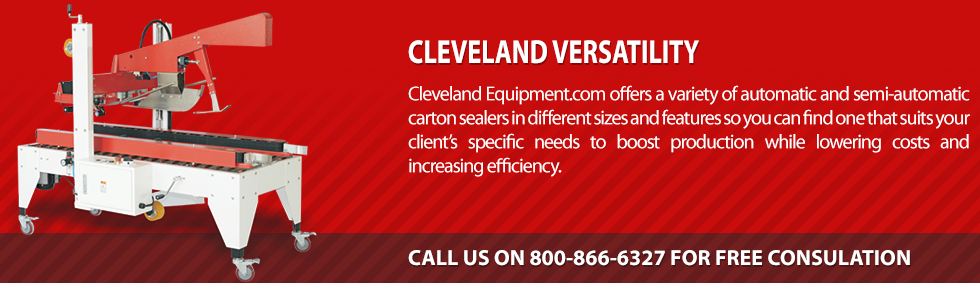 CLEVELAND VERSATILITY
Cleveland Equipment.com offers a variety of automatic and semi-automatic
carton sealers in different sizes and features so you can find one that suits your
client's specific needs to boost production while lowering costs and
increasing efficiency.
CALL US ON 800-866-6327 FOR FREE CONSULATION